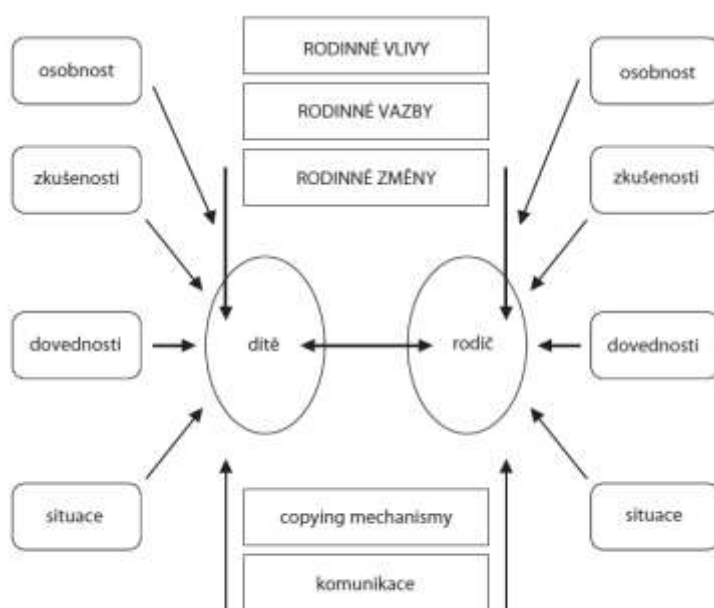 RODINNÉ VLIVY
osobnost
osobnost
RODINNÉ VAZBY
zkušenosti
RODINNÉ ZMĚNY
zkušenosti
dovednosti
dítě
rodič
dovednosti
situace
copying mechanismy
situace
komunikace